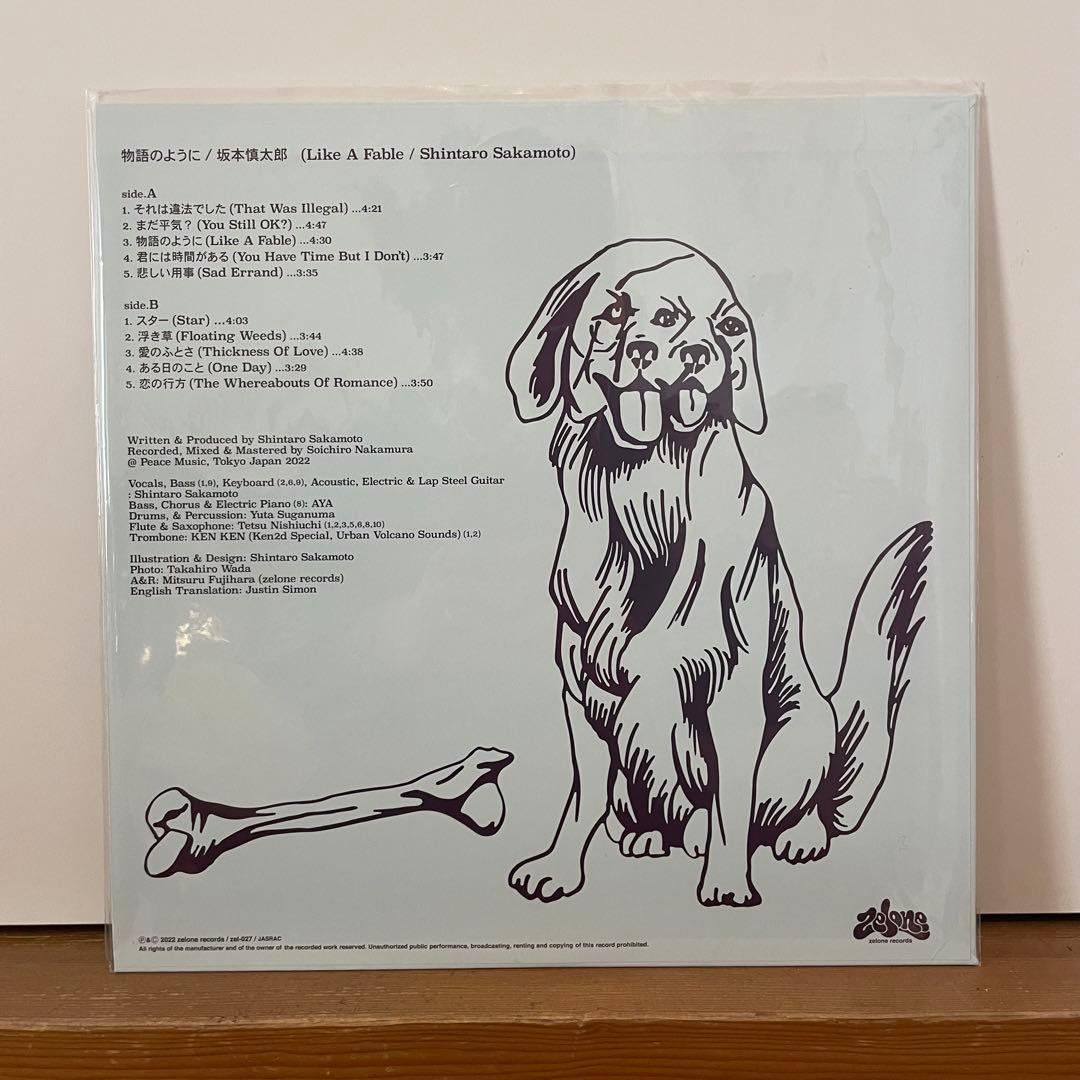 物語のように / 坂本慎太郎 (Like A Fable / Shintaro Sakamoto)
side.A
1. それは違法でした (That Was Illegal) ...4:21
2. まだ平気？ (You Still OK?) ...4:47
3. 物語のように (Like A Fable) ...4:30
4. 君には時間がある (You Have Time But I Don't) ...3:47
5. 悲しい用事 (Sad Errand) ...3:35
side.B
1. スター (Star) ...4:03
2. 浮き草 (Floating Weeds) ...3:44
3. 愛のふとさ (Thickness Of Love) ...4:38
4. ある日のこと (One Day) ...3:29
5. 恋の行方 (The Whereabouts Of Romance) ...3:50
Written & Produced by Shintaro Sakamoto
Recorded, Mixed & Mastered by Soichiro Nakamura
@ Peace Music, Tokyo Japan 2022
Vocals, Bass (1,9), Keyboard (2,6,9), Acoustic, Electric & Lap Steel Guitar
: Shintaro Sakamoto
Bass, Chorus & Electric Piano (8): AYA
Drums, & Percussion: Yuta Suganuma
Flute & Saxophone: Tetsu Nishiuchi (1,2,3,5,6,8,10)
Trombone: KEN KEN (Ken2d Special, Urban Volcano Sounds) (1,2)
Illustration & Design: Shintaro Sakamoto
Photo: Takahiro Wada
A&R: Mitsuru Fujihara (zelone records)
English Translation: Justin Simon
℗&© 2022 zelone records / zel-027 / JASRAC
All rights of the manufacturer and of the owner of the recorded work reserved. Unauthorized public performance, broadcasting, renting and copying of this record prohibited.
zelone
zelone records